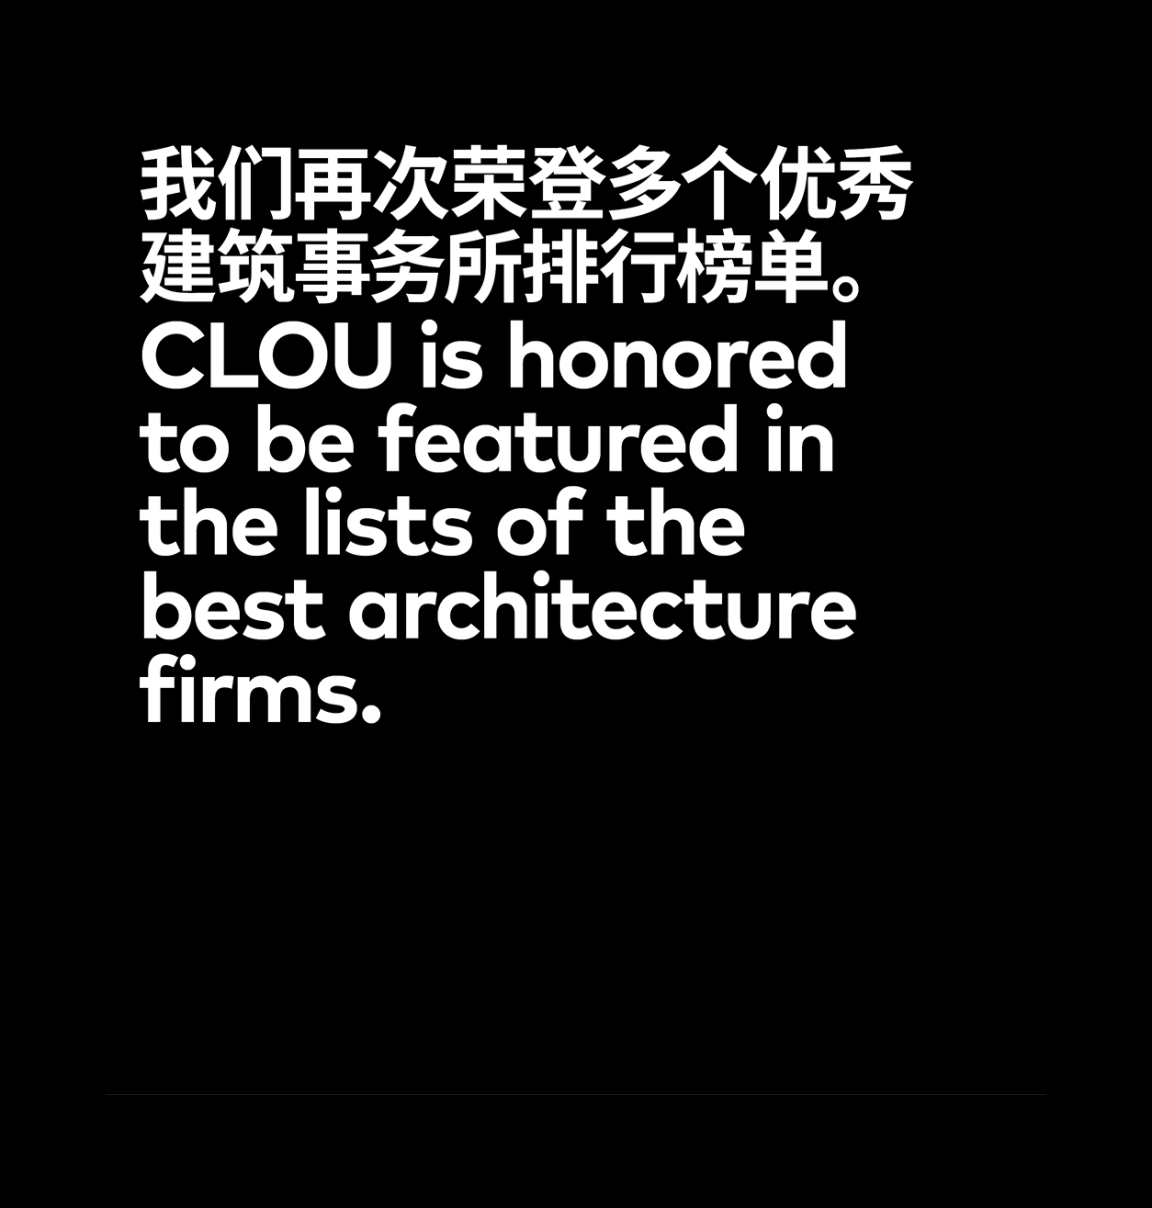 我们再次荣登多个优秀
建筑事务所排行榜单。
CLOU is honored
to be featured in
the lists of the
best architecture
firms.